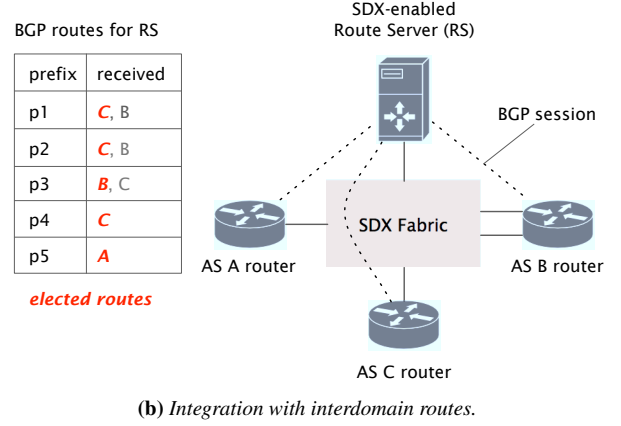 BGP routes for RS
prefix received
p1 C, B
p2 C, B
p3 B, C
p4 C
p5 A
elected routes
SDX-enabled
Route Server (RS)
BGP session
SDX Fabric
AS A router
AS B router
AS C router
(b) Integration with interdomain routes.